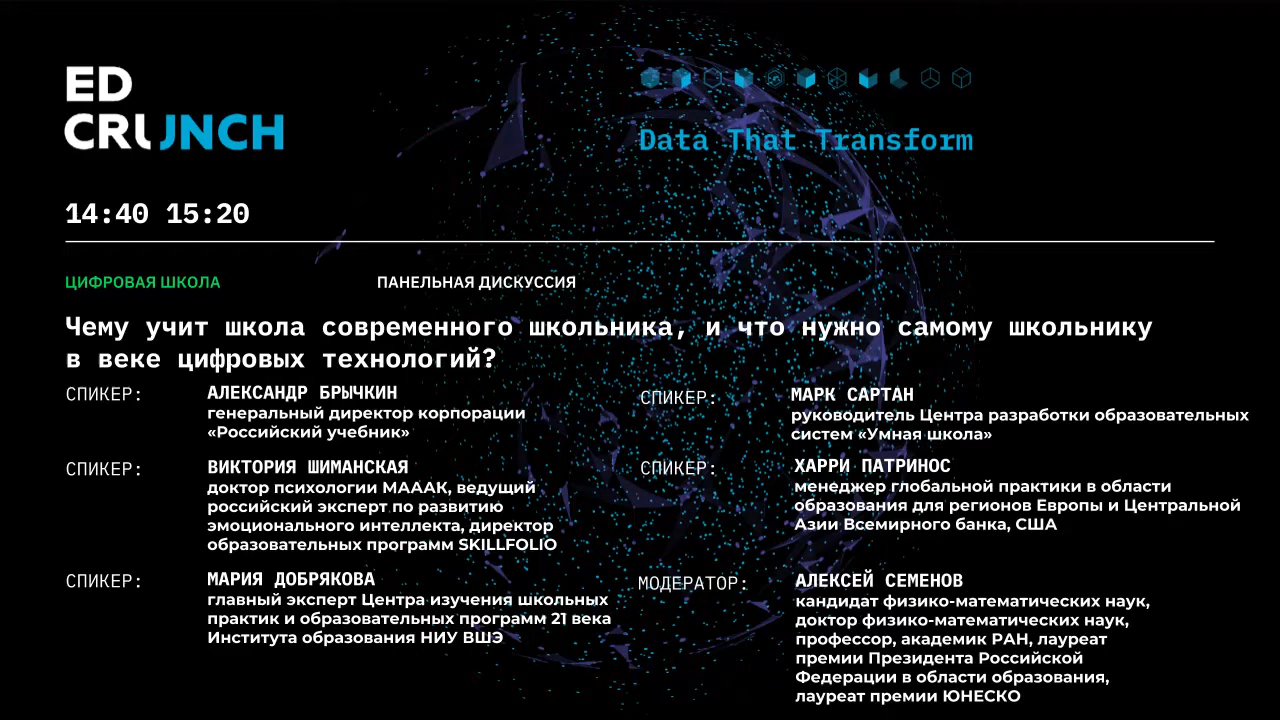 ED
CRUNCH
Data That Transform
14:40 15:20
ЦИФРОВАЯ ШКОЛА
ПАНЕЛЬНАЯ ДИСКУССИЯ
Чему учит школа современного школьника, и что нужно самому школьнику
в веке цифровых технологий?
СПИКЕР:
АЛЕКСАНДР БРЫЧКИН
генеральный директор корпорации
«Российский учебник»
СПИКЕР:
ВИКТОРИЯ ШИМАНСКАЯ
доктор психологии МАААК, ведущий
российский эксперт по развитию
эмоционального интеллекта, директор
образовательных программ SKILLFOLIO
СПИКЕР:
МАРИЯ ДОБРЯКОВА
главный эксперт Центра изучения школьных
практик и образовательных программ 21 века
Института образования НИУ ВШЭ
СПИКЕР:
МАРК САРТАН
руководитель Центра разработки образовательных
систем «Умная школа»
СПИКЕР:
ХАРРИ ПАТРИНОС
менеджер глобальной практики в области
образования для регионов Европы и Центральной
Азии Всемирного банка, США
МОДЕРАТОР:
АЛЕКСЕЙ СЕМЕНОВ
кандидат физико-математических наук,
доктор физико-математических наук,
профессор, академик РАН, лауреат
премии Президента Российской
Федерации в области образования,
лауреат премии ЮНЕСКО